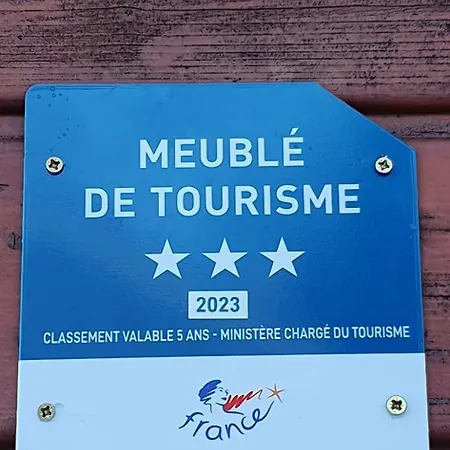 MEUBLÉ
DE TOURISME
2023
CLASSEMENT VALABLE 5 ANS - MINISTÈRE CHARGÉ DU TOURISME
france